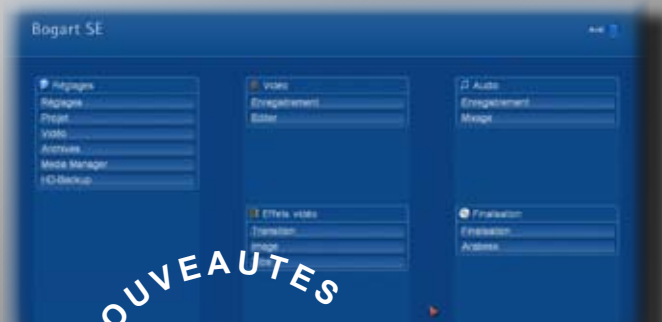 Bogart SE
Réglages
Réglages
Projet
Vidéo
Archives
Media Manager
HD-Backup
Vidéo
Enregistrement
Editer
Audio
Enregistrement
Mixage
Effets vidéo
Transition
Image
Finalisation
Finalisation
Arabesk
OUVEAUTES